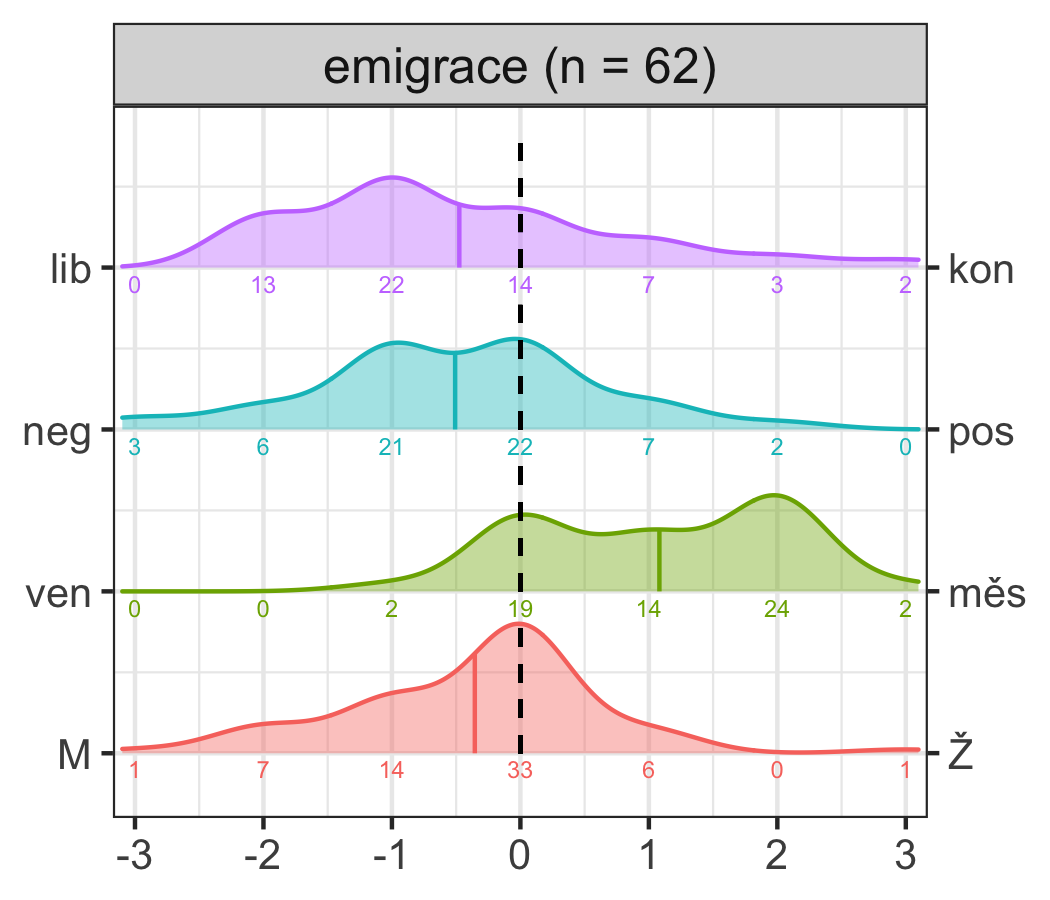 emigrace (n = 62)
lib kon
0 13 22 14 7 3 2
neg pos
3 6 21 22 7 2 0
ven měs
0 0 2 19 14 24 2
M Ž
1 7 14 33 6 0 1
-3 -2 -1 0 1 2 3